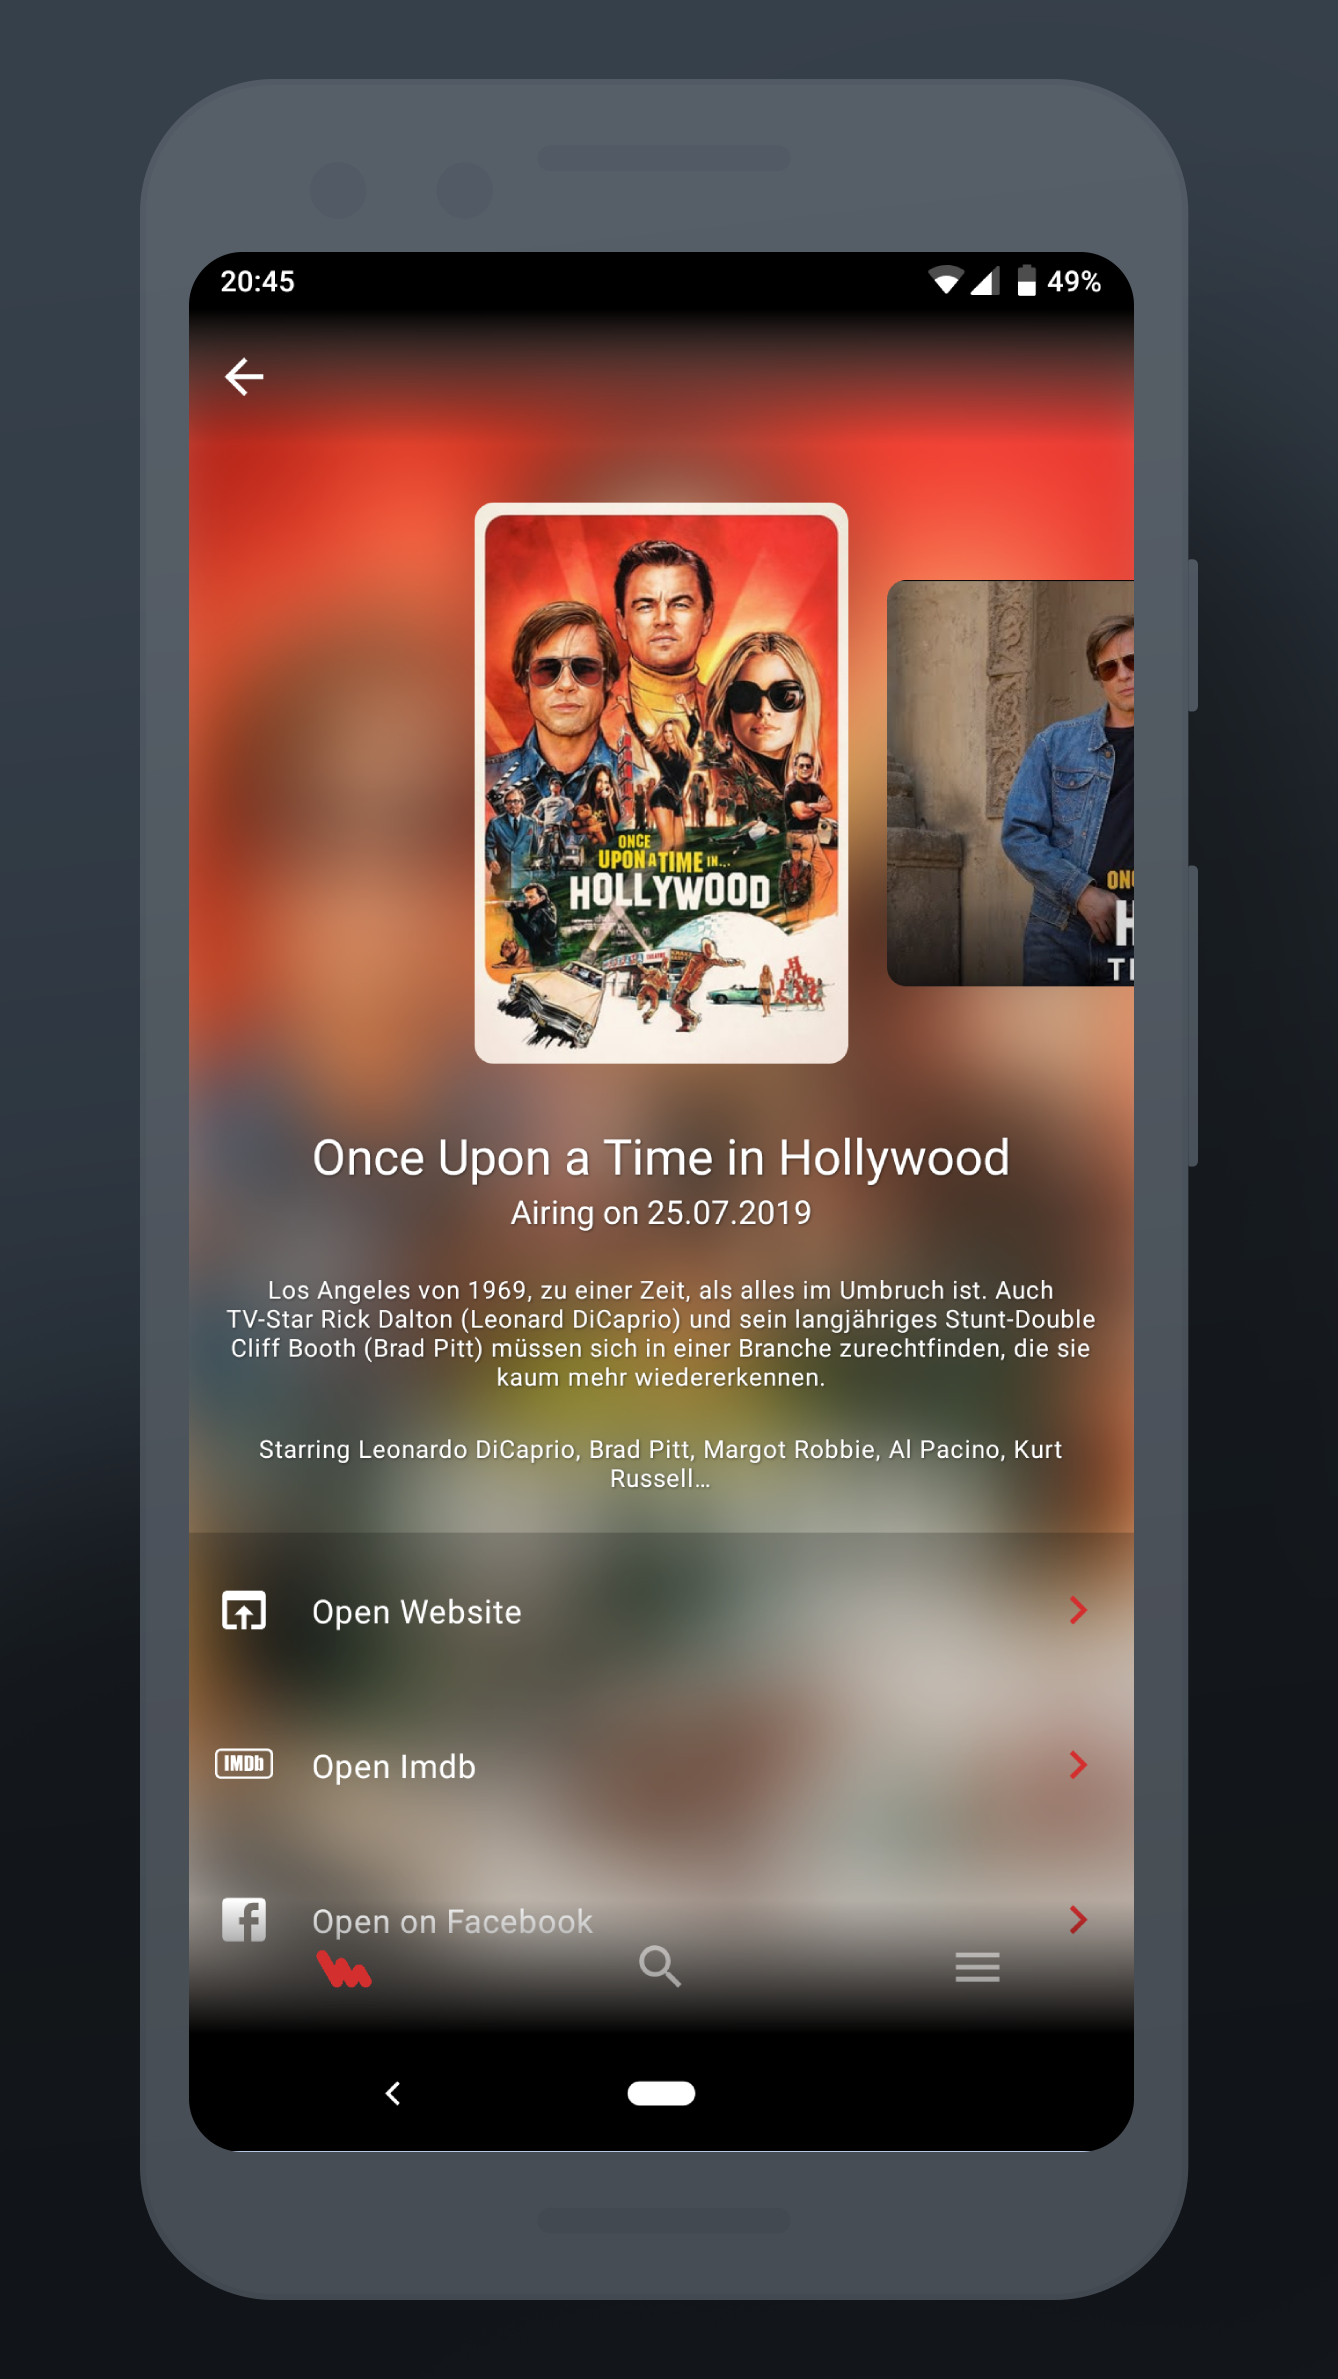 20:45
49%
ONCE
UPON A TIME IN...
HOLLYWOOD
Once Upon a Time in Hollywood
Airing on 25.07.2019
Los Angeles von 1969, zu einer Zeit, als alles im Umbruch ist. Auch
TV-Star Rick Dalton (Leonard DiCaprio) und sein langjähriges Stunt-Double
Cliff Booth (Brad Pitt) müssen sich in einer Branche zurechtfinden, die sie
kaum mehr wiedererkennen.
Starring Leonardo DiCaprio, Brad Pitt, Margot Robbie, Al Pacino, Kurt
Russell…
Open Website
IMDb
Open Imdb
Open on Facebook